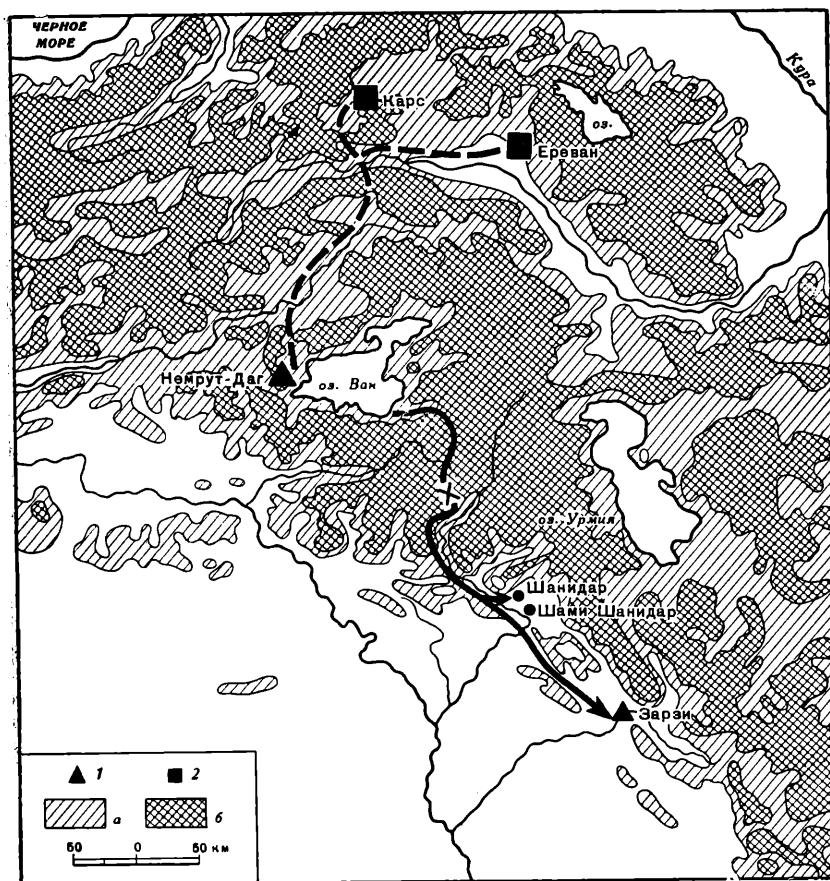 ЧЕРНОЕ
МОРЕ
Кура
Карс
оз.
Ереван
Немрут-Даг
оз. Ван
оз. Урмия
Шанидар
Шами-Шанидар
Зарзи
1 2
а б
50 0 50 км